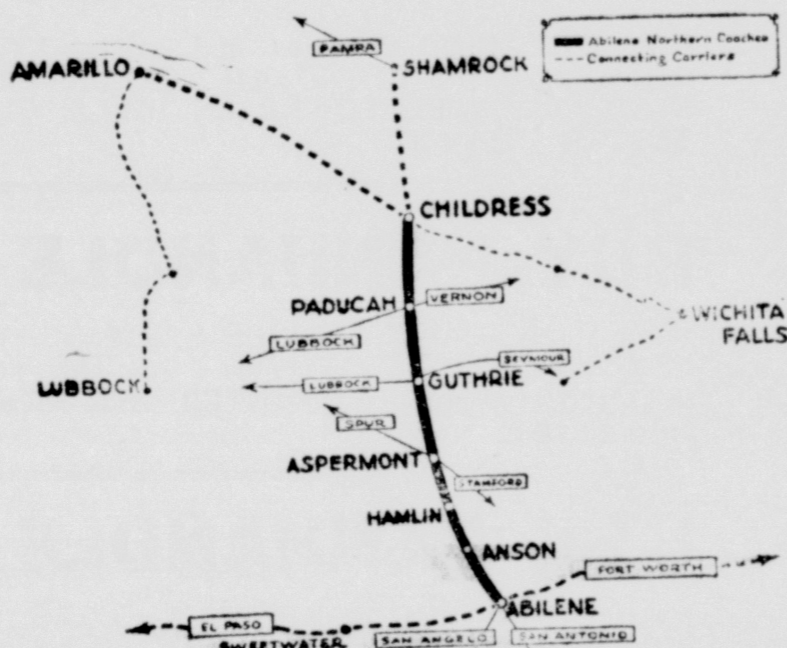 PAMPA
AMARILLO
SHAMROCK
Abilene Northern Coaches
Connecting Carriers
CHILDRESS
PADUCAH
VERNON
LUBBOCK
WICHITA
FALLS
LUBBOCK
LUBBOCK
GUTHRIE
SEYMOUR
SPUR
ASPERMONT
STAMFORD
HAMLIN
ANSON
FORT WORTH
ABILENE
EL PASO
SWEETWATER
SAN ANGELO
SAN ANTONIO